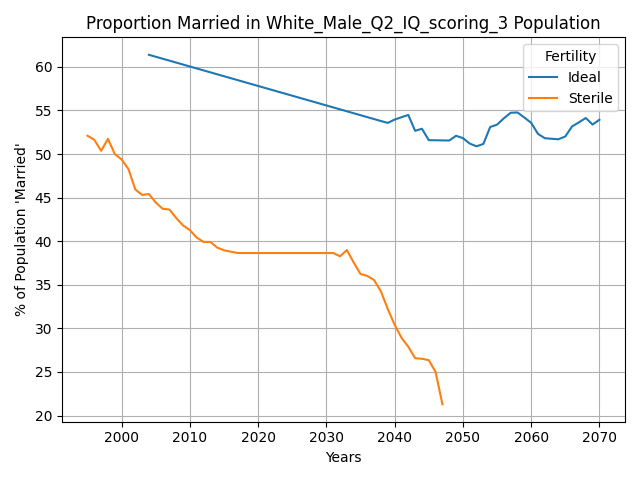 Proportion Married in White_Male_Q2_IQ_scoring_3 Population
Fertility
Ideal
Sterile
% of Population 'Married'
60
55
50
45
40
35
30
25
20
2000 2010 2020 2030 2040 2050 2060 2070
Years